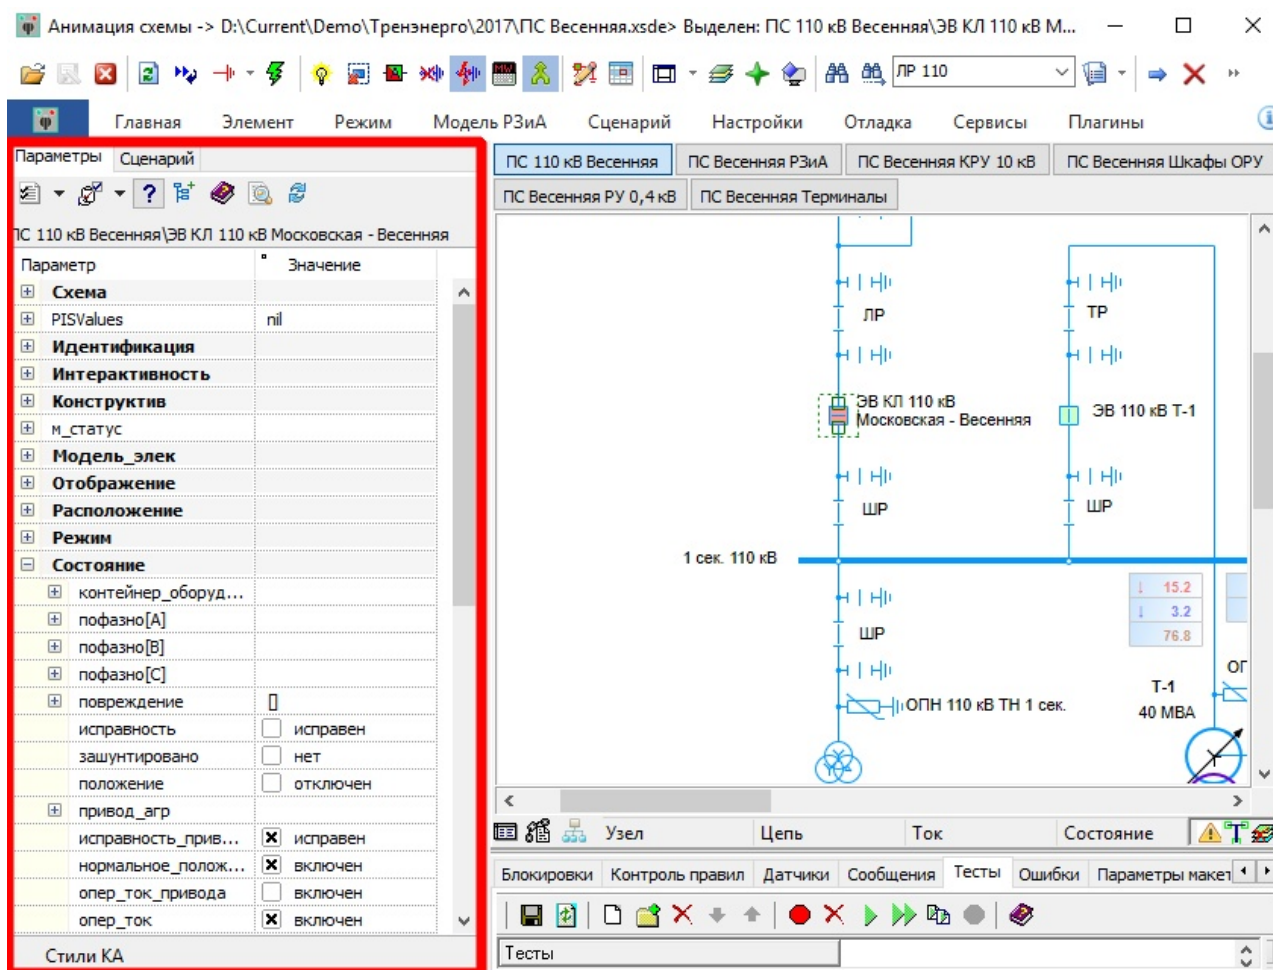 Анимация схемы -> D:\Current\Demo\Тренэнерго\2017\ПС Весенняя.xsde> Выделен: ПС 110 кВ Весенняя\ЭВ КЛ 110 кВ М...
ЛР 110
Главная Элемент Режим Модель РЗиА Сценарий Настройки Отладка Сервисы Плагины
Параметры Сценарий
ПС 110 кВ Весенняя\ЭВ КЛ 110 кВ Московская - Весенняя
Параметр Значение
Схема
PISValues nil
Идентификация
Интерактивность
Конструктив
м_статус
Модель_элек
Отображение
Расположение
Режим
Состояние
контейнер_оборуд...
пофазно[A]
пофазно[B]
пофазно[C]
повреждение []
исправность исправен
зашунтировано нет
положение отключен
привод_агр
исправность_прив... исправен
нормальное_полож... включен
опер_ток_привода включен
опер_ток включен
Стили КА
ПС 110 кВ Весенняя ПС Весенняя РЗиА ПС Весенняя КРУ 10 кВ ПС Весенняя Шкафы ОРУ
ПС Весенняя РУ 0,4 кВ ПС Весенняя Терминалы
ЛР
ТР
ЭВ КЛ 110 кВ
Московская - Весенняя
ЭВ 110 кВ Т-1
ШР
ШР
1 сек. 110 кВ
15.2
3.2
76.8
ШР
ОПН 110 кВ ТН 1 сек.
Т-1
40 МВА
ОГ
Узел Цепь Ток Состояние
Блокировки Контроль правил Датчики Сообщения Тесты Ошибки Параметры макет
Тесты